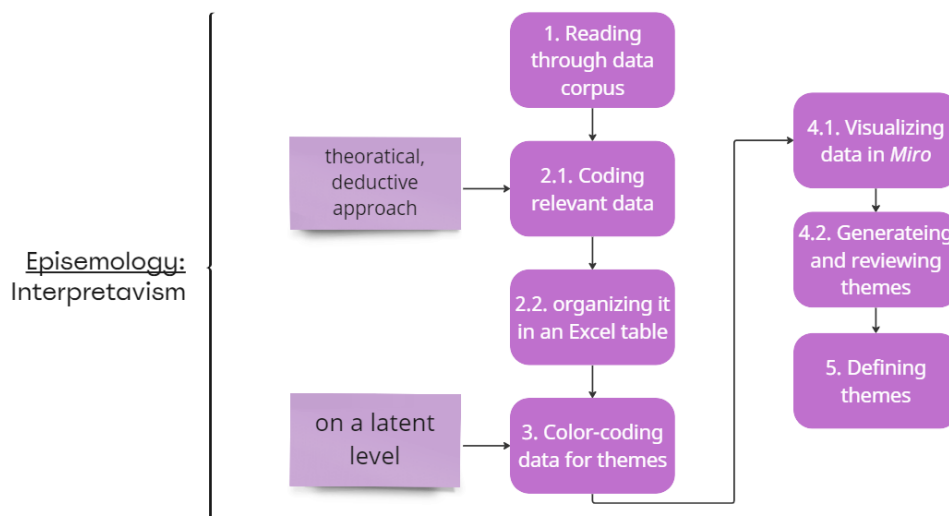 Episemology:
Interpretavism
theoratical,
deductive
approach
on a latent
level
1. Reading
through data
corpus
2.1. Coding
relevant data
2.2. organizing it
in an Excel table
3. Color-coding
data for themes
4.1. Visualizing
data in Miro
4.2. Generateing
and reviewing
themes
5. Defining
themes